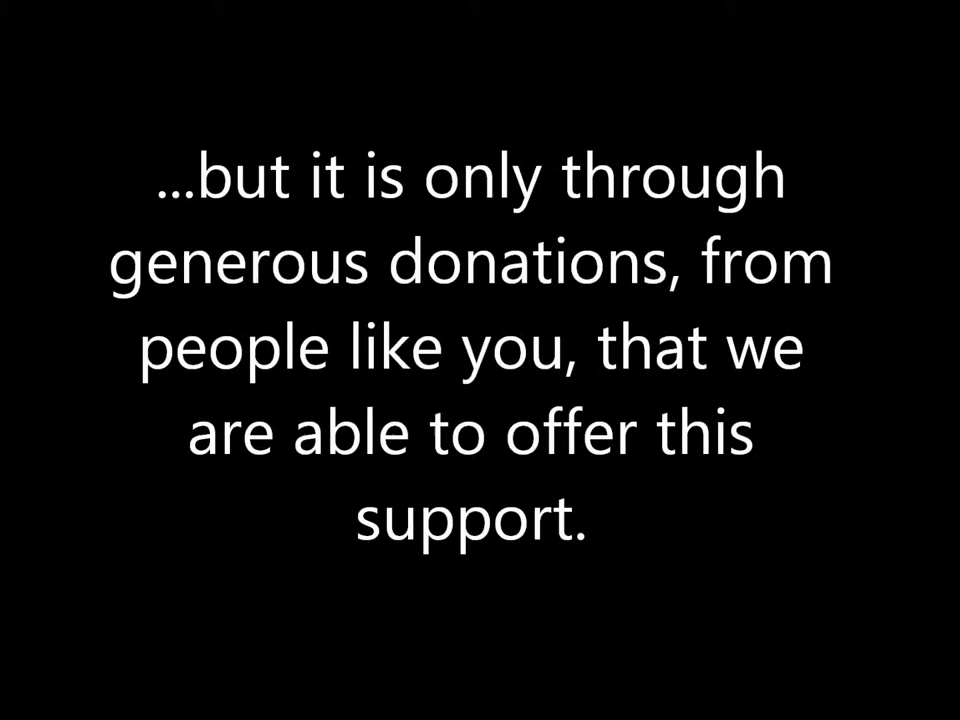 ...but it is only through
generous donations, from
people like you, that we
are able to offer this
support.